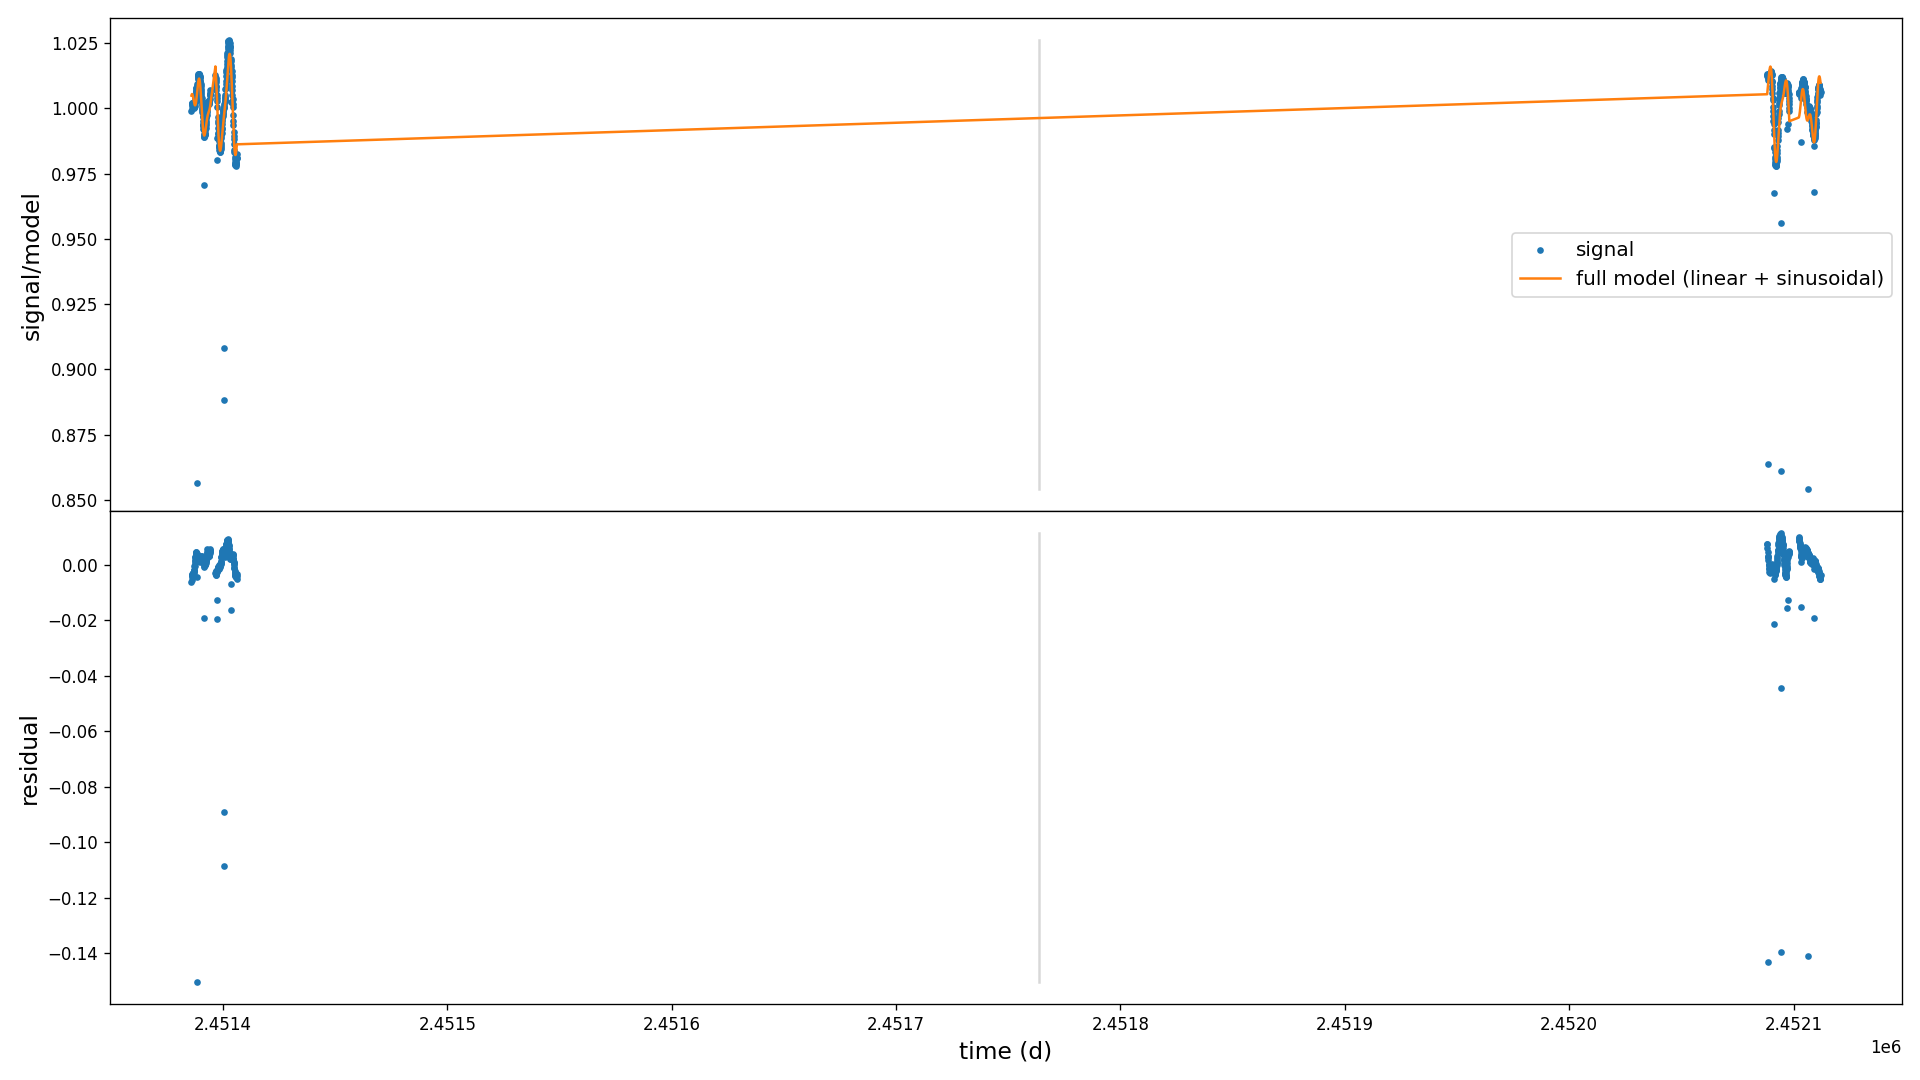 1.025
1.000
0.975
0.950
0.925
0.900
0.875
0.850
signal/model
signal
full model (linear + sinusoidal)
0.00
−0.02
−0.04
−0.06
−0.08
−0.10
−0.12
−0.14
residual
2.4514 2.4515 2.4516 2.4517 2.4518 2.4519 2.4520 2.4521
1e6
time (d)